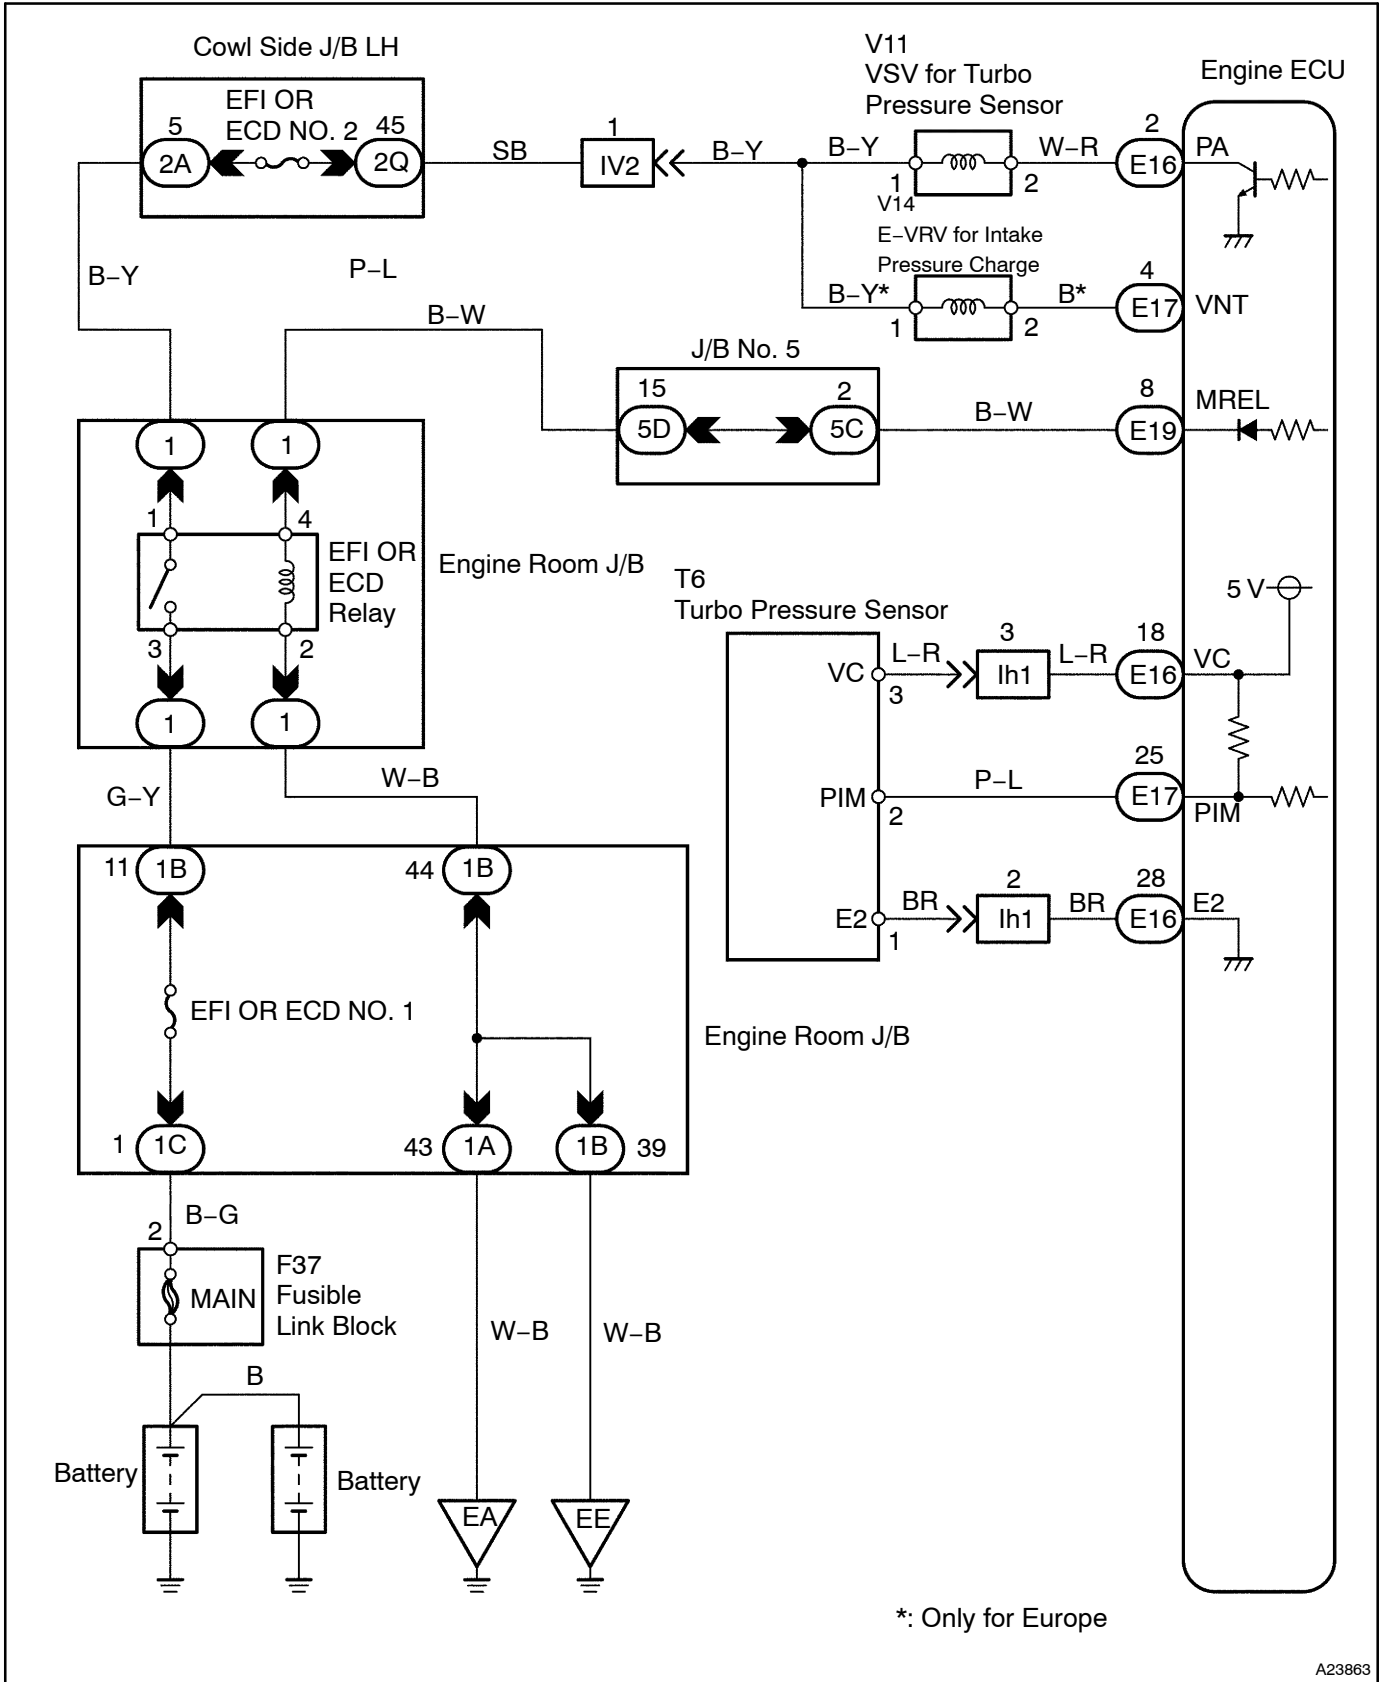 Cowl Side J/B LH
V11
VSV for Turbo
Pressure Sensor
Engine ECU
EFI OR
ECD NO. 2
5
2A
45
2Q
SB
1
IV2
B-Y
B-Y
1
2
W-R
2
E16
PA
V14
E-VRV for Intake
Pressure Charge
B-Y*
1
2
B*
4
E17
VNT
B-Y
P-L
B-W
J/B No. 5
15
5D
2
5C
B-W
8
E19
MREL
1
1
1
4
EFI OR
ECD
Relay
3
2
1
1
Engine Room J/B
T6
Turbo Pressure Sensor
5 V
VC
3
L-R
3
Ih1
L-R
18
E16
VC
PIM
2
P-L
25
E17
PIM
E2
1
BR
2
Ih1
BR
28
E16
E2
G-Y
W-B
11
1B
44
1B
EFI OR ECD NO. 1
Engine Room J/B
1
1C
43
1A
1B
39
B-G
2
MAIN
F37
Fusible
Link Block
W-B
W-B
B
Battery
Battery
EA
EE
*: Only for Europe
A23863